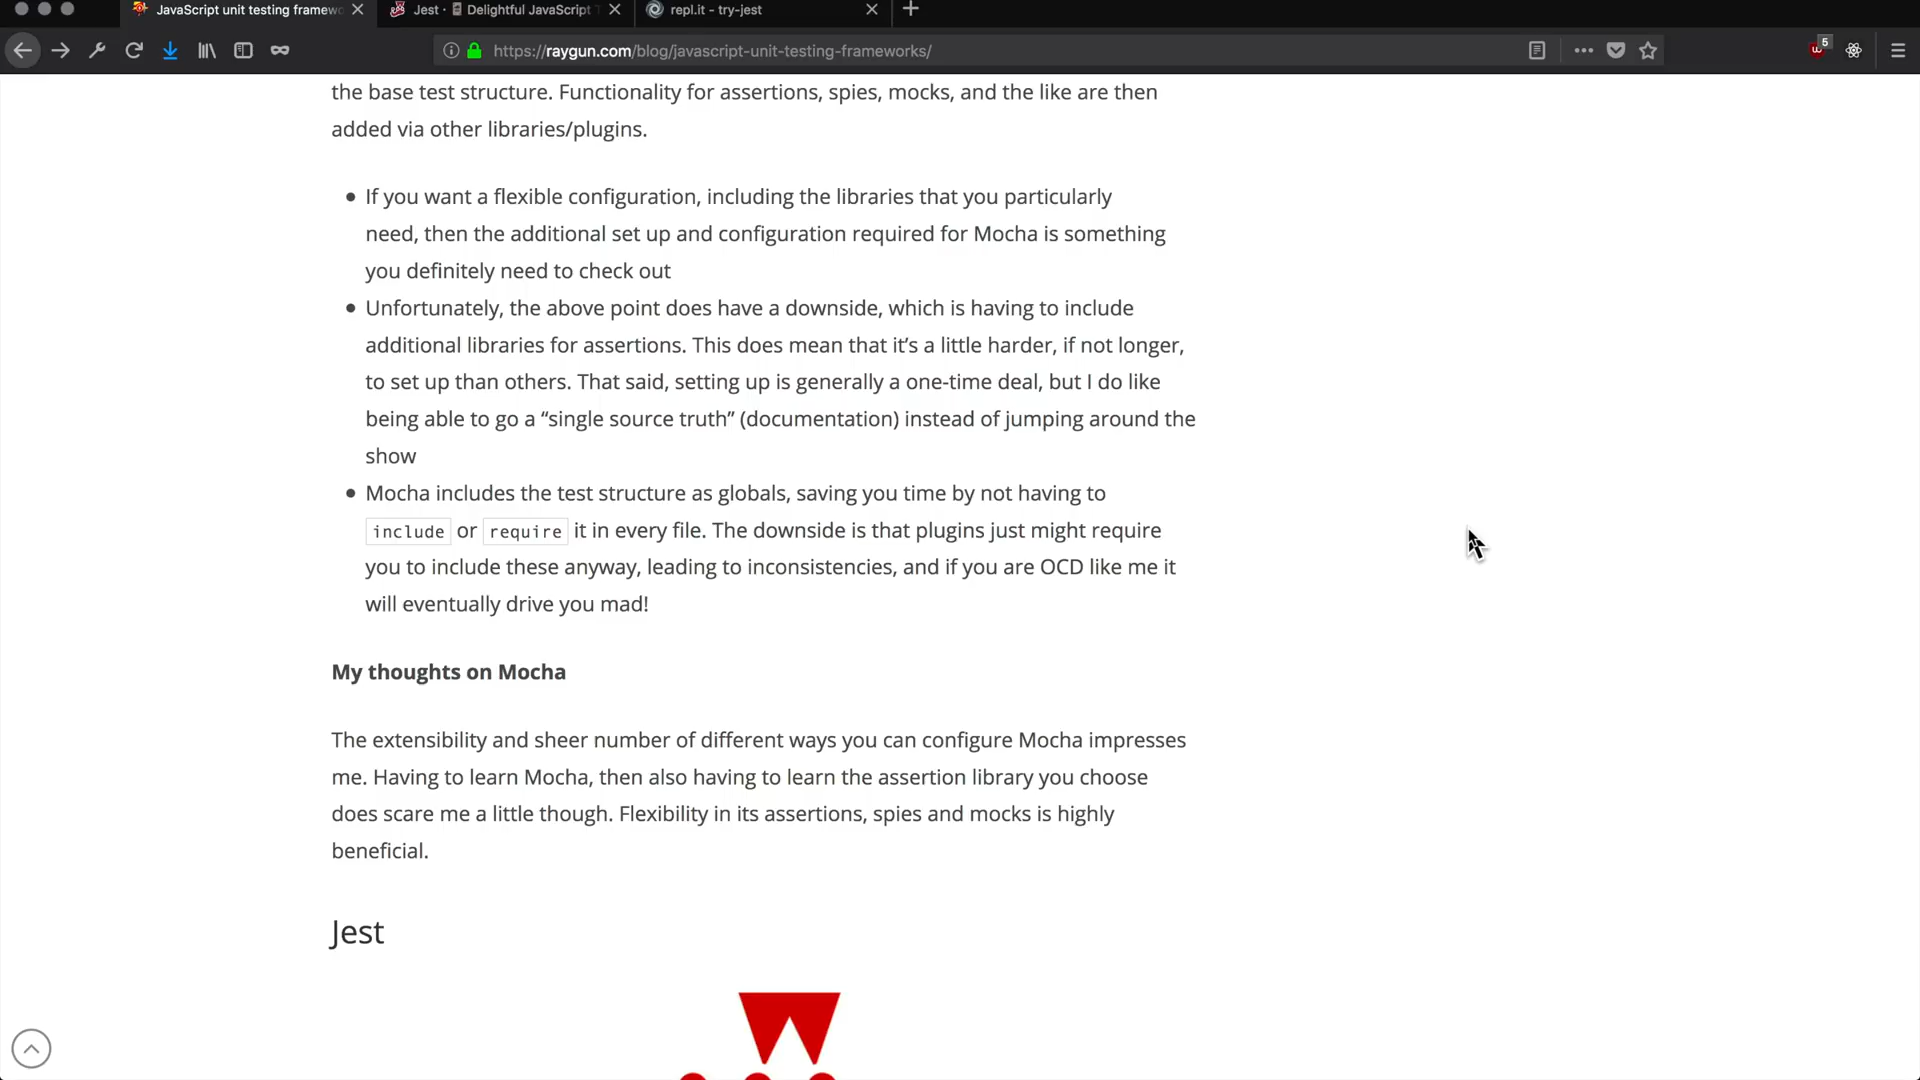 JavaScript unit testing framew
Jest · Delightful JavaScript T
repl.it - try-jest
https://raygun.com/blog/javascript-unit-testing-frameworks/
5
the base test structure. Functionality for assertions, spies, mocks, and the like are then
added via other libraries/plugins.
If you want a flexible configuration, including the libraries that you particularly
need, then the additional set up and configuration required for Mocha is something
you definitely need to check out
Unfortunately, the above point does have a downside, which is having to include
additional libraries for assertions. This does mean that it’s a little harder, if not longer,
to set up than others. That said, setting up is generally a one-time deal, but I do like
being able to go a “single source truth” (documentation) instead of jumping around the
show
Mocha includes the test structure as globals, saving you time by not having to
include or require it in every file. The downside is that plugins just might require
you to include these anyway, leading to inconsistencies, and if you are OCD like me it
will eventually drive you mad!
My thoughts on Mocha
The extensibility and sheer number of different ways you can configure Mocha impresses
me. Having to learn Mocha, then also having to learn the assertion library you choose
does scare me a little though. Flexibility in its assertions, spies and mocks is highly
beneficial.
Jest